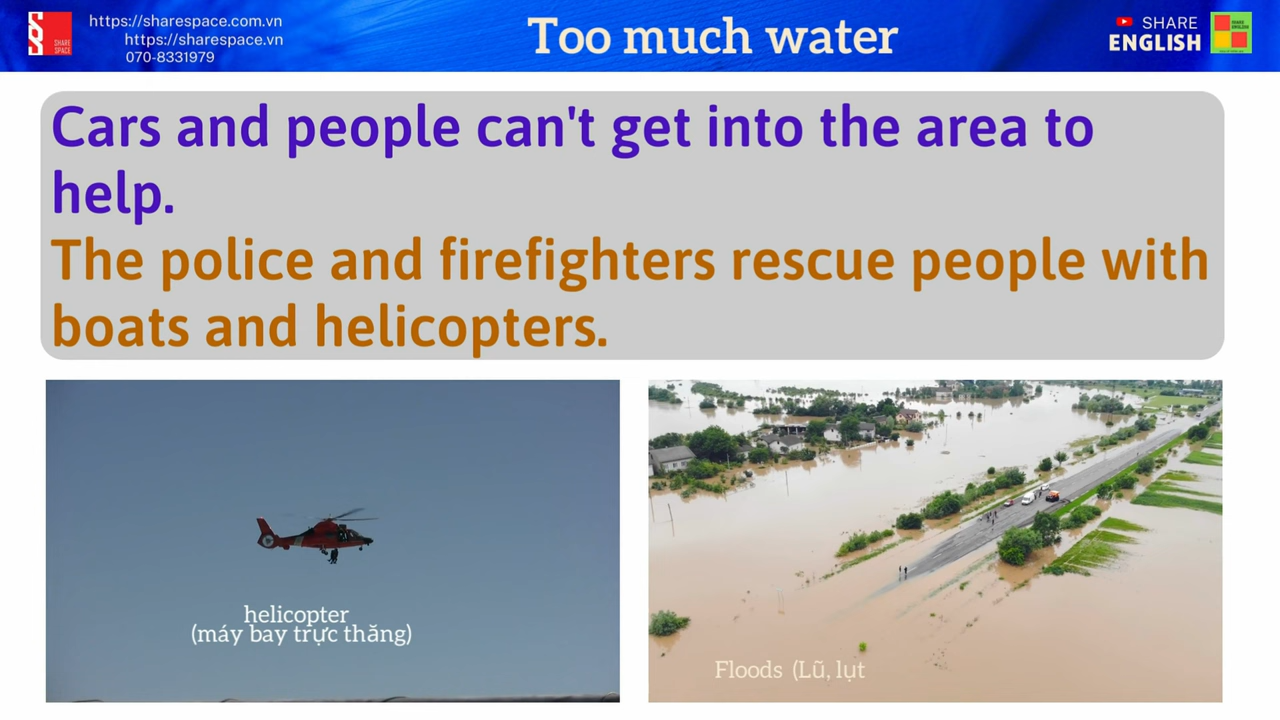 SHARE
SPACE
https://sharespace.com.vn
https://sharespace.vn
070-8331979
Too much water
SHARE
ENGLISH
Cars and people can't get into the area to
help.
The police and firefighters rescue people with
boats and helicopters.
helicopter
(máy bay trực thăng)
Floods (Lũ, lụt